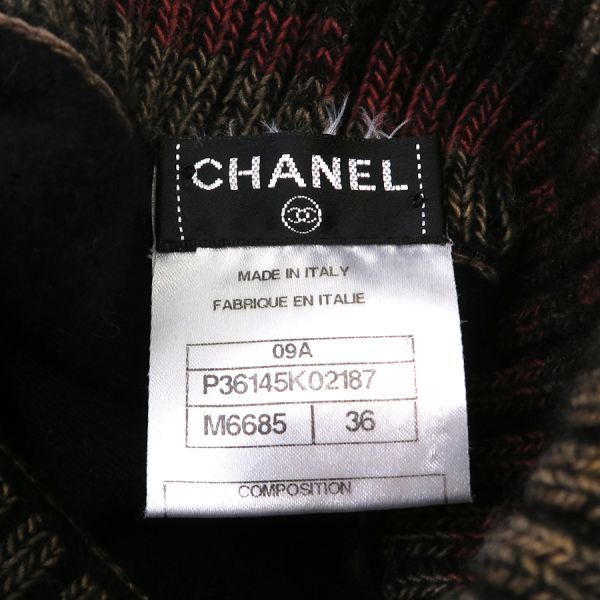 CHANEL
MADE IN ITALY
FABRIQUE EN ITALIE
09A
P36145K02187
M6685 36
COMPOSITION